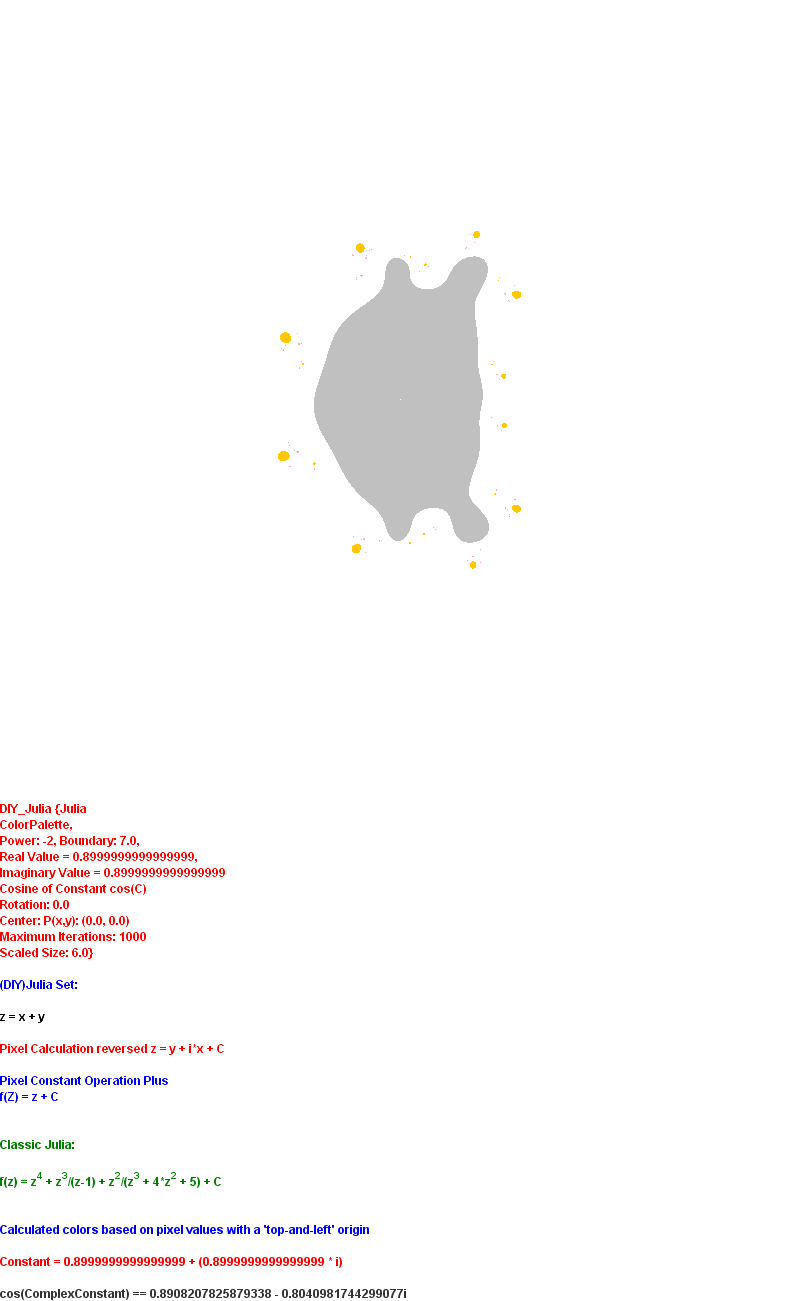 DIY_Julia {Julia
ColorPalette,
Power: -2, Boundary: 7.0,
Real Value = 0.8999999999999999,
Imaginary Value = 0.8999999999999999
Cosine of Constant cos(C)
Rotation: 0.0
Center: P(x,y): (0.0, 0.0)
Maximum Iterations: 1000
Scaled Size: 6.0}
(DIY)Julia Set:
z = x + y
Pixel Calculation reversed z = y + i*x + C
Pixel Constant Operation Plus
f(Z) = z + C
Classic Julia:
f(z) = z^4 + z^3/(z-1) + z^2/(z^3 + 4*z^2 + 5) + C
Calculated colors based on pixel values with a 'top-and-left' origin
Constant = 0.8999999999999999 + (0.8999999999999999 * i)
cos(ComplexConstant) == 0.8908207825879338 - 0.8040981744299077i